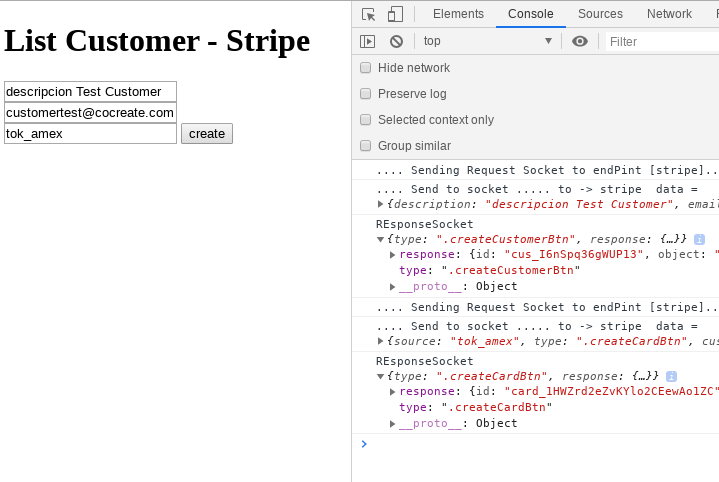 List Customer - Stripe
descripcion Test Customer
customertest@cocreate.com
tok_amex create
Elements Console Sources Network
top Filter
Hide network
Preserve log
Selected context only
Group similar
.... Sending Request Socket to endPint [stripe]..
.... Send to socket ..... to -> stripe data =
{description: "descripcion Test Customer", email
REsponseSocket
{type: ".createCustomerBtn", response: {…}} i
response: {id: "cus_I6nSpq36gWUP13", object: "
type: ".createCustomerBtn"
__proto__: Object
.... Sending Request Socket to endPint [stripe]..
.... Send to socket ..... to -> stripe data =
{source: "tok_amex", type: ".createCardBtn", cus
REsponseSocket
{type: ".createCardBtn", response: {…}} i
response: {id: "card_1HWZrd2eZvKYlo2CEewAo1ZC"
type: ".createCardBtn"
__proto__: Object